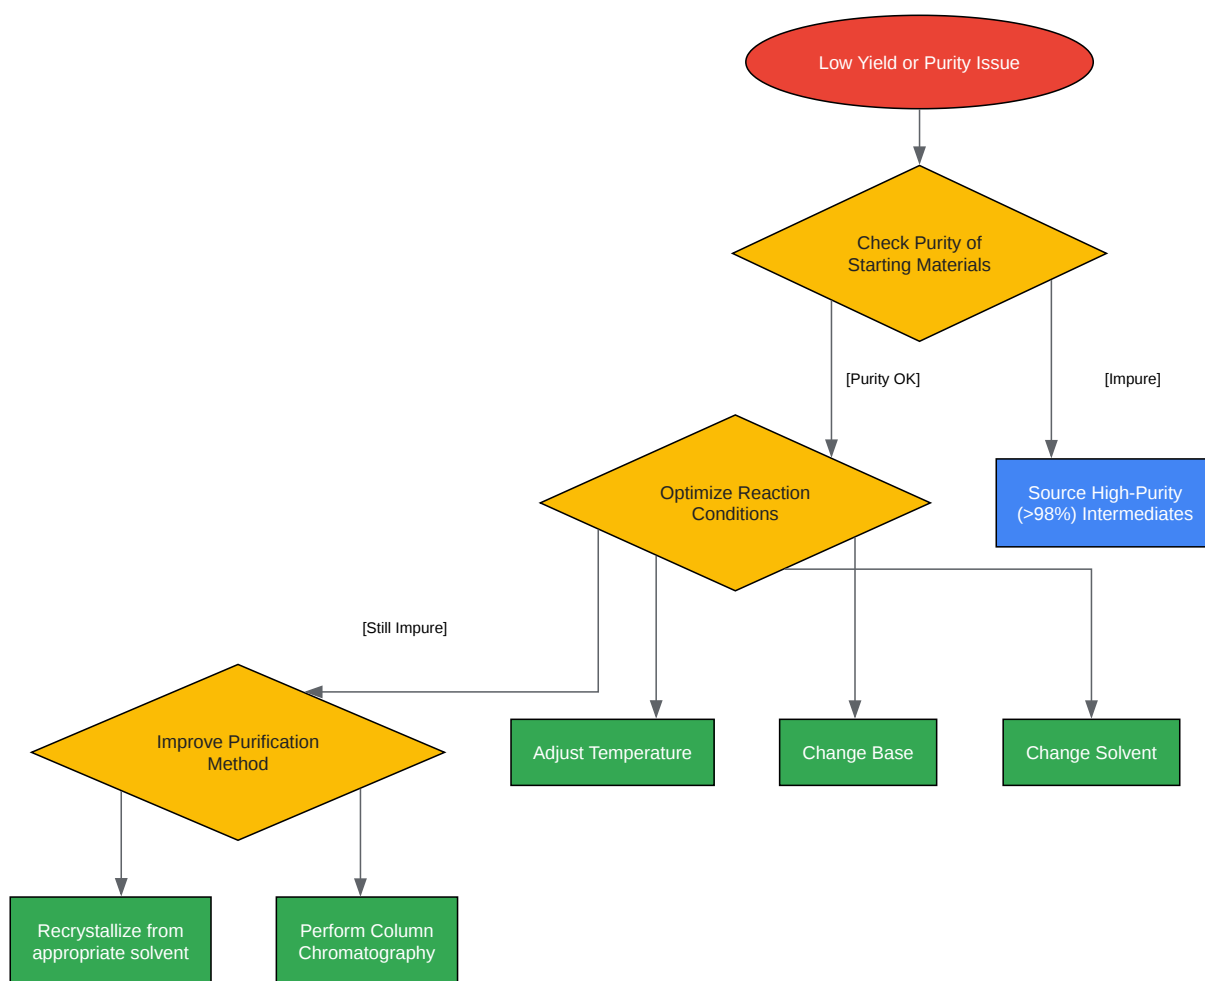 Low Yield or Purity Issue
Check Purity of
Starting Materials
[Purity OK]
[Impure]
Optimize Reaction
Conditions
Source High-Purity
(>98%) Intermediates
[Still Impure]
Improve Purification
Method
Adjust Temperature
Change Base
Change Solvent
Recrystallize from
appropriate solvent
Perform Column
Chromatography